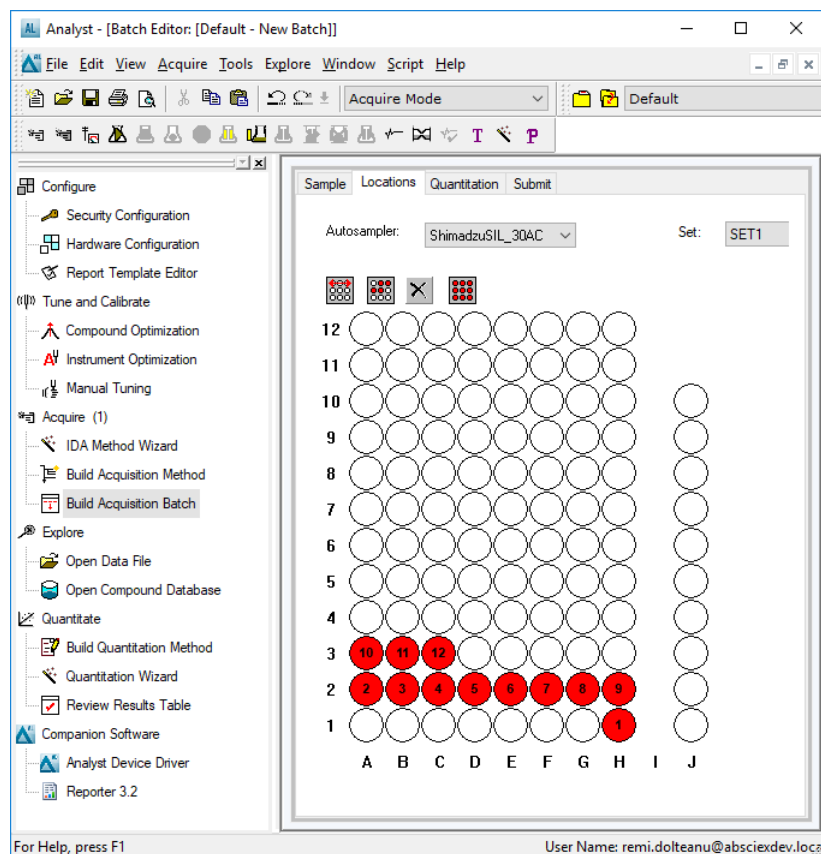 Analyst - [Batch Editor: [Default - New Batch]]
File Edit View Acquire Tools Explore Window Script Help
Acquire Mode Default
T P
Configure
Security Configuration
Hardware Configuration
Report Template Editor
Tune and Calibrate
Compound Optimization
Instrument Optimization
Manual Tuning
Acquire (1)
IDA Method Wizard
Build Acquisition Method
Build Acquisition Batch
Explore
Open Data File
Open Compound Database
Quantitate
Build Quantitation Method
Quantitation Wizard
Review Results Table
Companion Software
Analyst Device Driver
Reporter 3.2
Sample Locations Quantitation Submit
Autosampler: ShimadzuSIL_30AC Set: SET1
12
11
10
9
8
7
6
5
4
3 10 11 12
2 2 3 4 5 6 7 8 9
1 1
A B C D E F G H I J
For Help, press F1 User Name: remi.dolteanu@absciexdev.loca